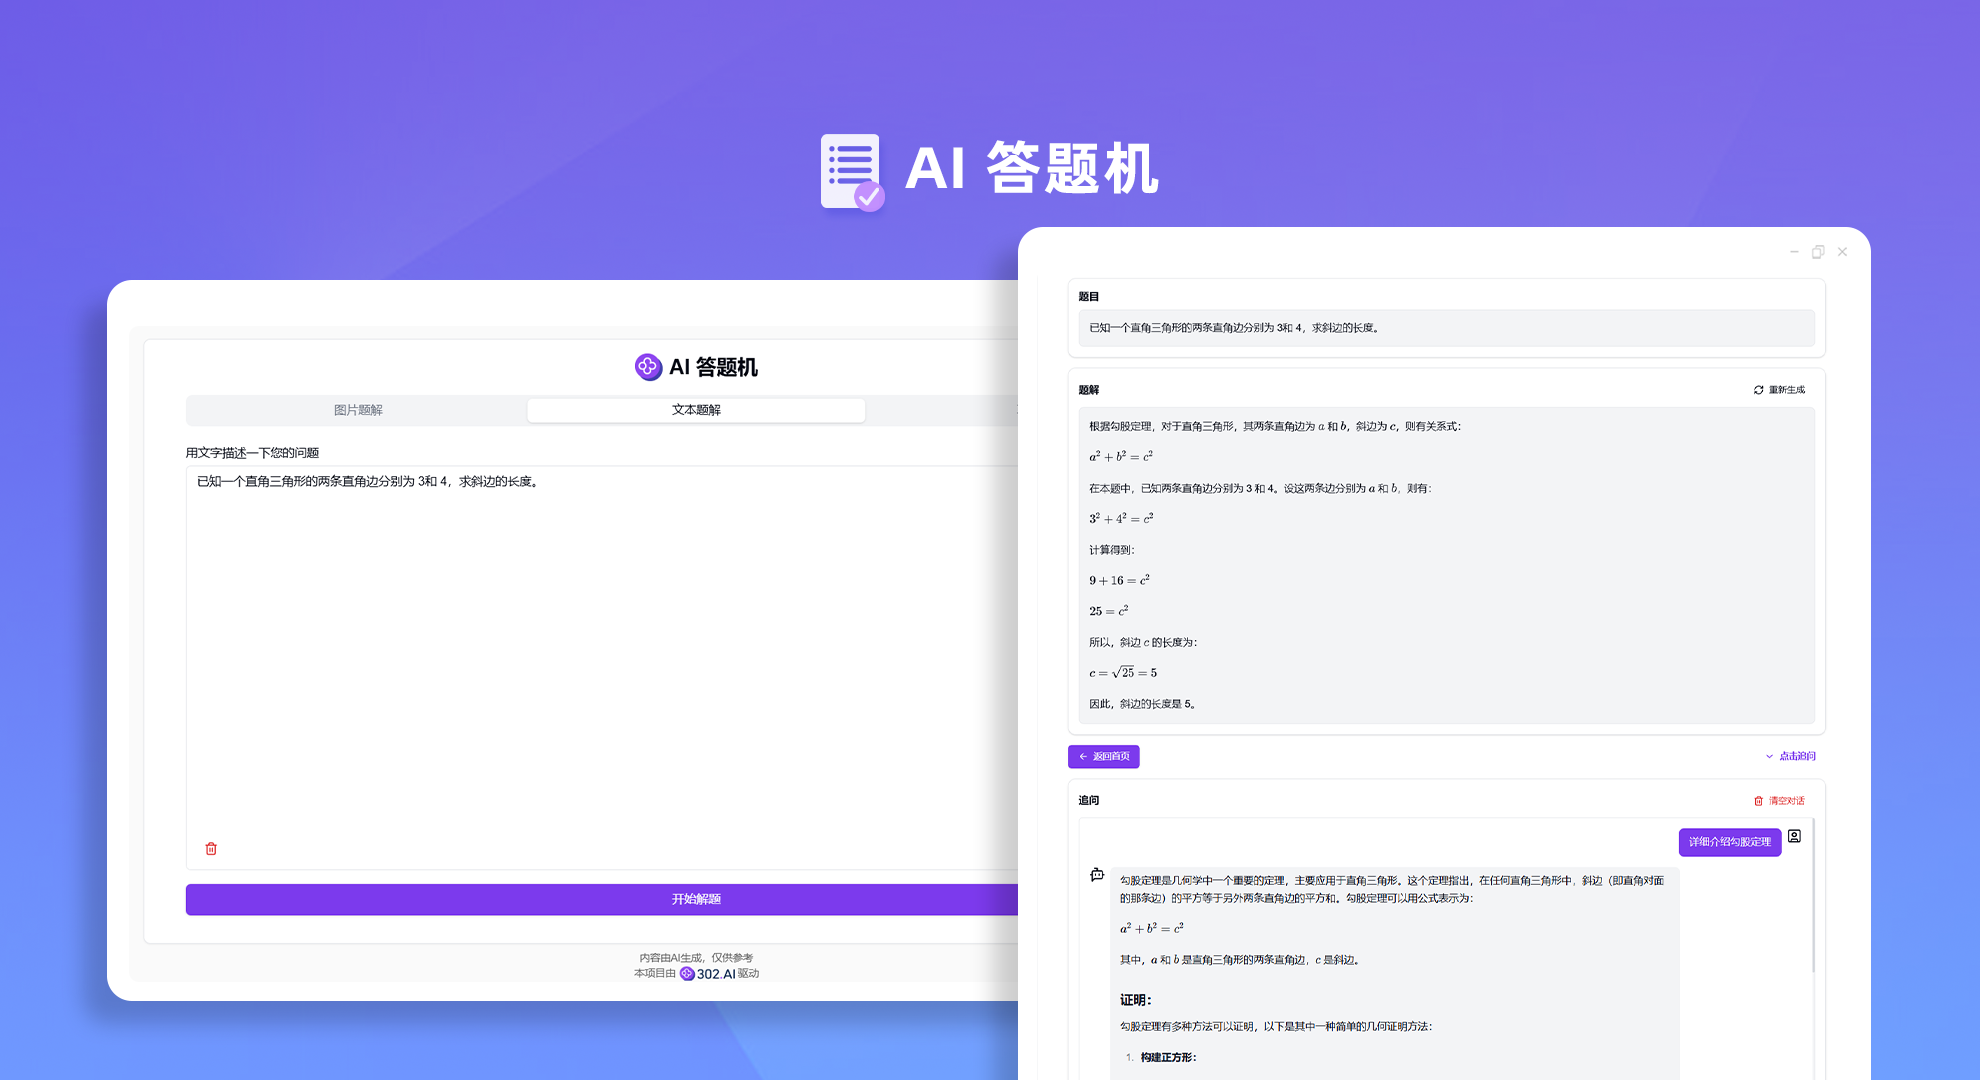 AI 答题机
AI 答题机
图片题解
文本题解
用文字描述一下您的问题
已知一个直角三角形的两条直角边分别为 3和 4，求斜边的长度。
开始解题
内容由AI生成，仅供参考
本项目由 302.AI 驱动
题目
已知一个直角三角形的两条直角边分别为 3和 4，求斜边的长度。
题解
重新生成
根据勾股定理，对于直角三角形，其两条直角边为 a 和 b，斜边为 c，则有关系式：
a² + b² = c²
在本题中，已知两条直角边分别为 3 和 4。设这两条边分别为 a 和 b，则有：
3² + 4² = c²
计算得到：
9 + 16 = c²
25 = c²
所以，斜边 c 的长度为：
c = √25 = 5
因此，斜边的长度是 5。
返回首页
点击追问
追问
清空对话
详细介绍勾股定理
勾股定理是几何学中一个重要的定理，主要应用于直角三角形。这个定理指出，在任何直角三角形中，斜边（即直角对面
的那条边）的平方等于另外两条直角边的平方和。勾股定理可以用公式表示为：
a² + b² = c²
其中，a 和 b 是直角三角形的两条直角边，c 是斜边。
证明：
勾股定理有多种方法可以证明，以下是其中一种简单的几何证明方法：
1. 构建正方形：